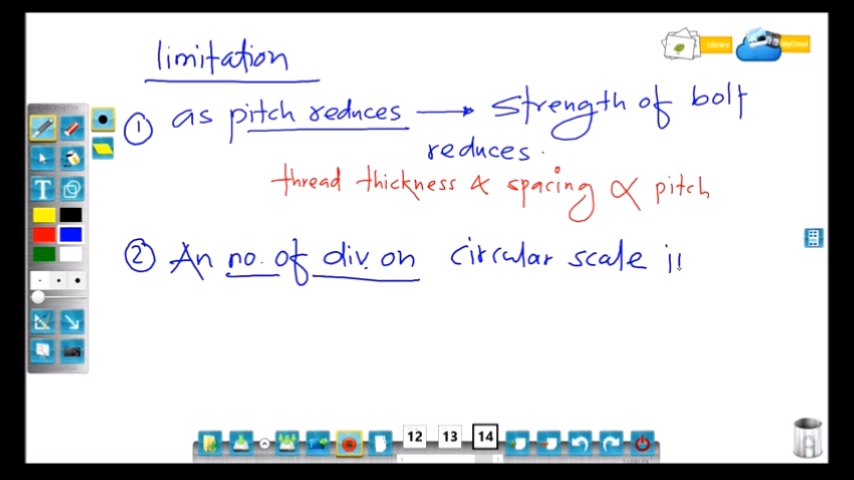 limitation
Library
MyCloud
① as pitch reduces → Strength of bolt
reduces.
thread thickness & spacing ∝ pitch
② An no. of div. on circular scale
T
12 13 14